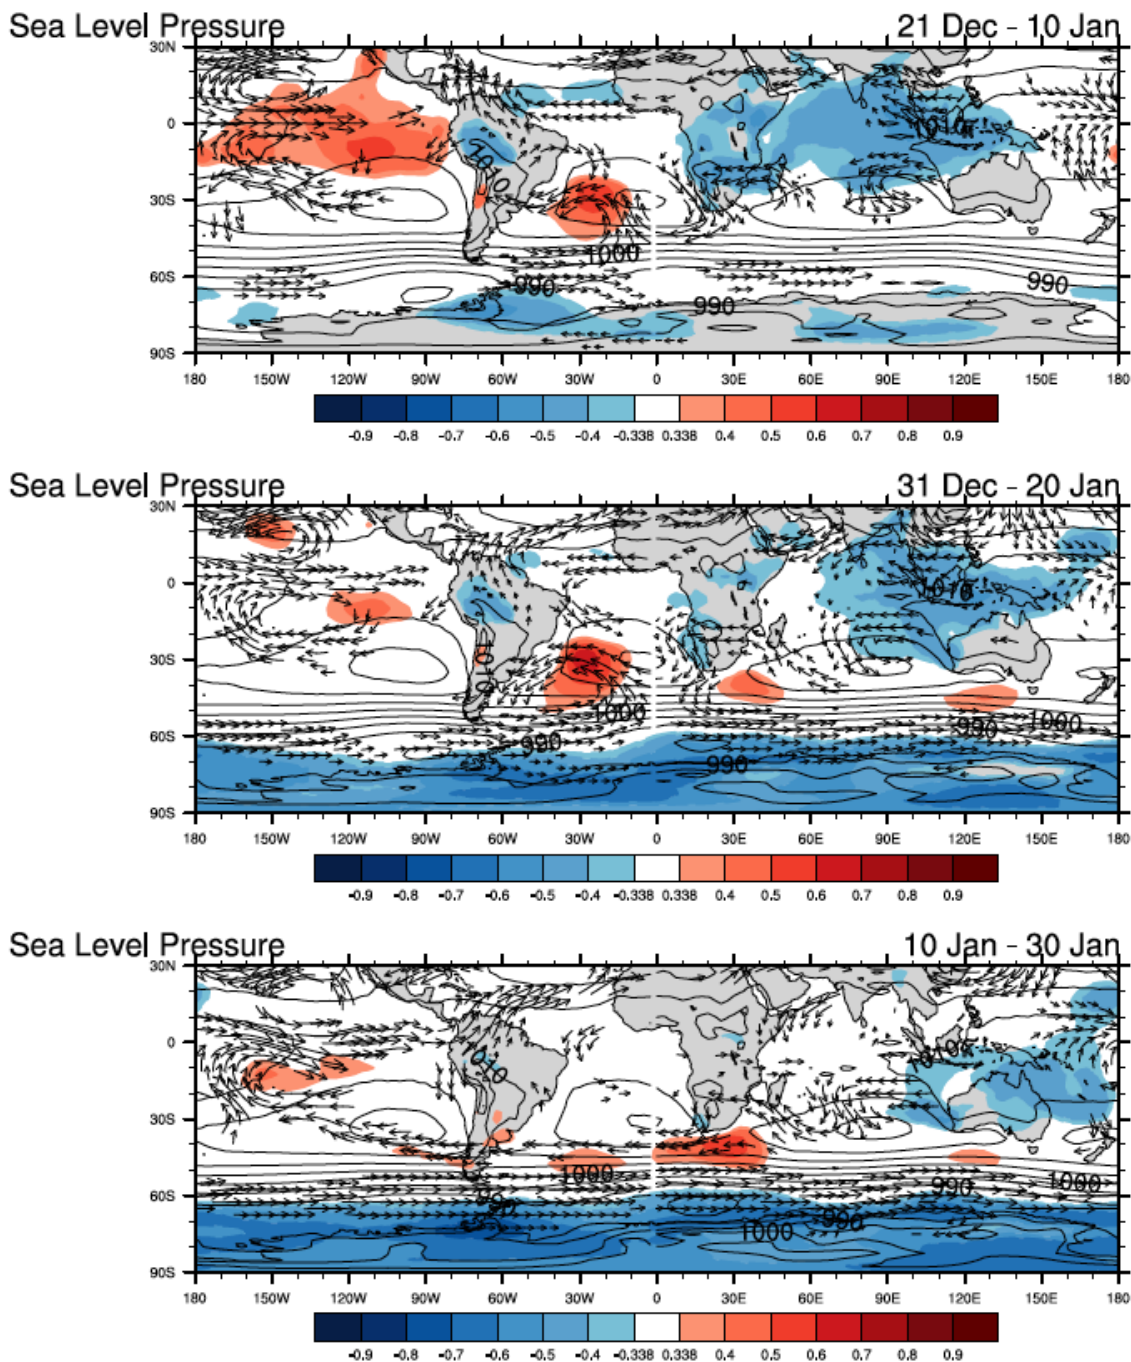 Sea Level Pressure 21 Dec - 10 Jan
30N
0
30S
60S
90S
1010
1010
1000
990
990
990
180 150W 120W 90W 60W 30W 0 30E 60E 90E 120E 150E 180
-0.9 -0.8 -0.7 -0.6 -0.5 -0.4 -0.338 0.338 0.4 0.5 0.6 0.7 0.8 0.9
Sea Level Pressure 31 Dec - 20 Jan
30N
0
30S
60S
90S
1010
1010
1000
1000
990
990
990
180 150W 120W 90W 60W 30W 0 30E 60E 90E 120E 150E 180
-0.9 -0.8 -0.7 -0.6 -0.5 -0.4 -0.338 0.338 0.4 0.5 0.6 0.7 0.8 0.9
Sea Level Pressure 10 Jan - 30 Jan
30N
0
30S
60S
90S
1010
1010
1000
990
1000
990
990
1000
180 150W 120W 90W 60W 30W 0 30E 60E 90E 120E 150E 180
-0.9 -0.8 -0.7 -0.6 -0.5 -0.4 -0.338 0.338 0.4 0.5 0.6 0.7 0.8 0.9